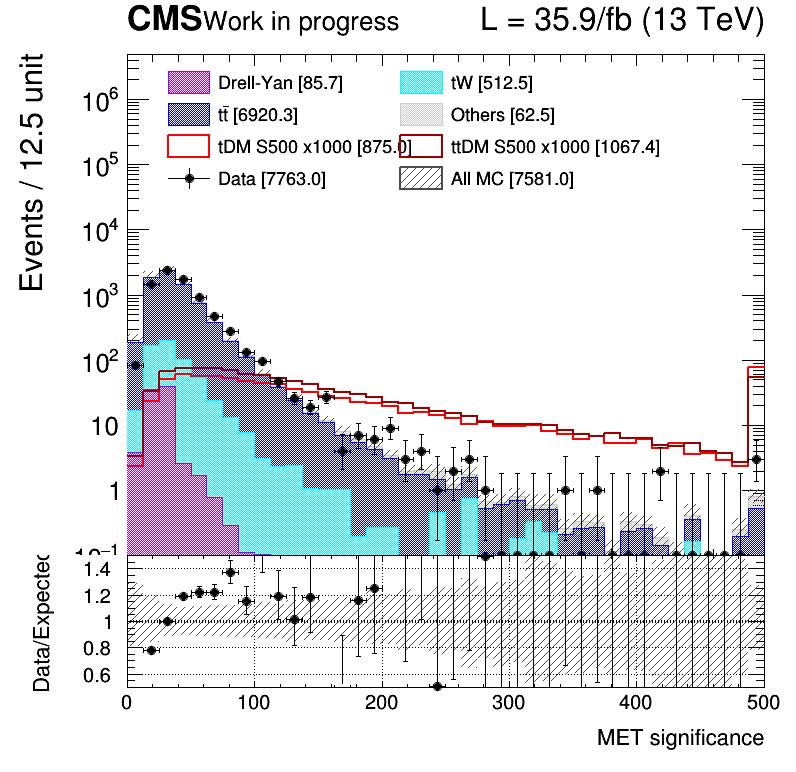 CMS Work in progress L = 35.9/fb (13 TeV)
Events / 12.5 unit
Drell-Yan [85.7] tW [512.5]
tt̄ [6920.3] Others [62.5]
tDM S500 x1000 [875.0] ttDM S500 x1000 [1067.4]
Data [7763.0] All MC [7581.0]
10⁶
10⁵
10⁴
10³
10²
10
1
10⁻¹
Data/Expected
1.4
1.2
1
0.8
0.6
0 100 200 300 400 500
MET significance